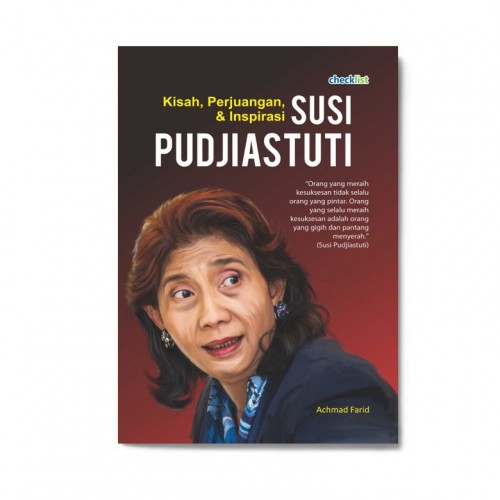 checklist
Kisah, Perjuangan,
& Inspirasi
SUSI
PUDJIASTUTI
"Orang yang meraih
kesuksesan tidak selalu
orang yang pintar. Orang
yang selalu meraih
kesuksesan adalah orang
yang gigih dan pantang
menyerah."
(Susi Pudjiastuti)
Achmad Farid